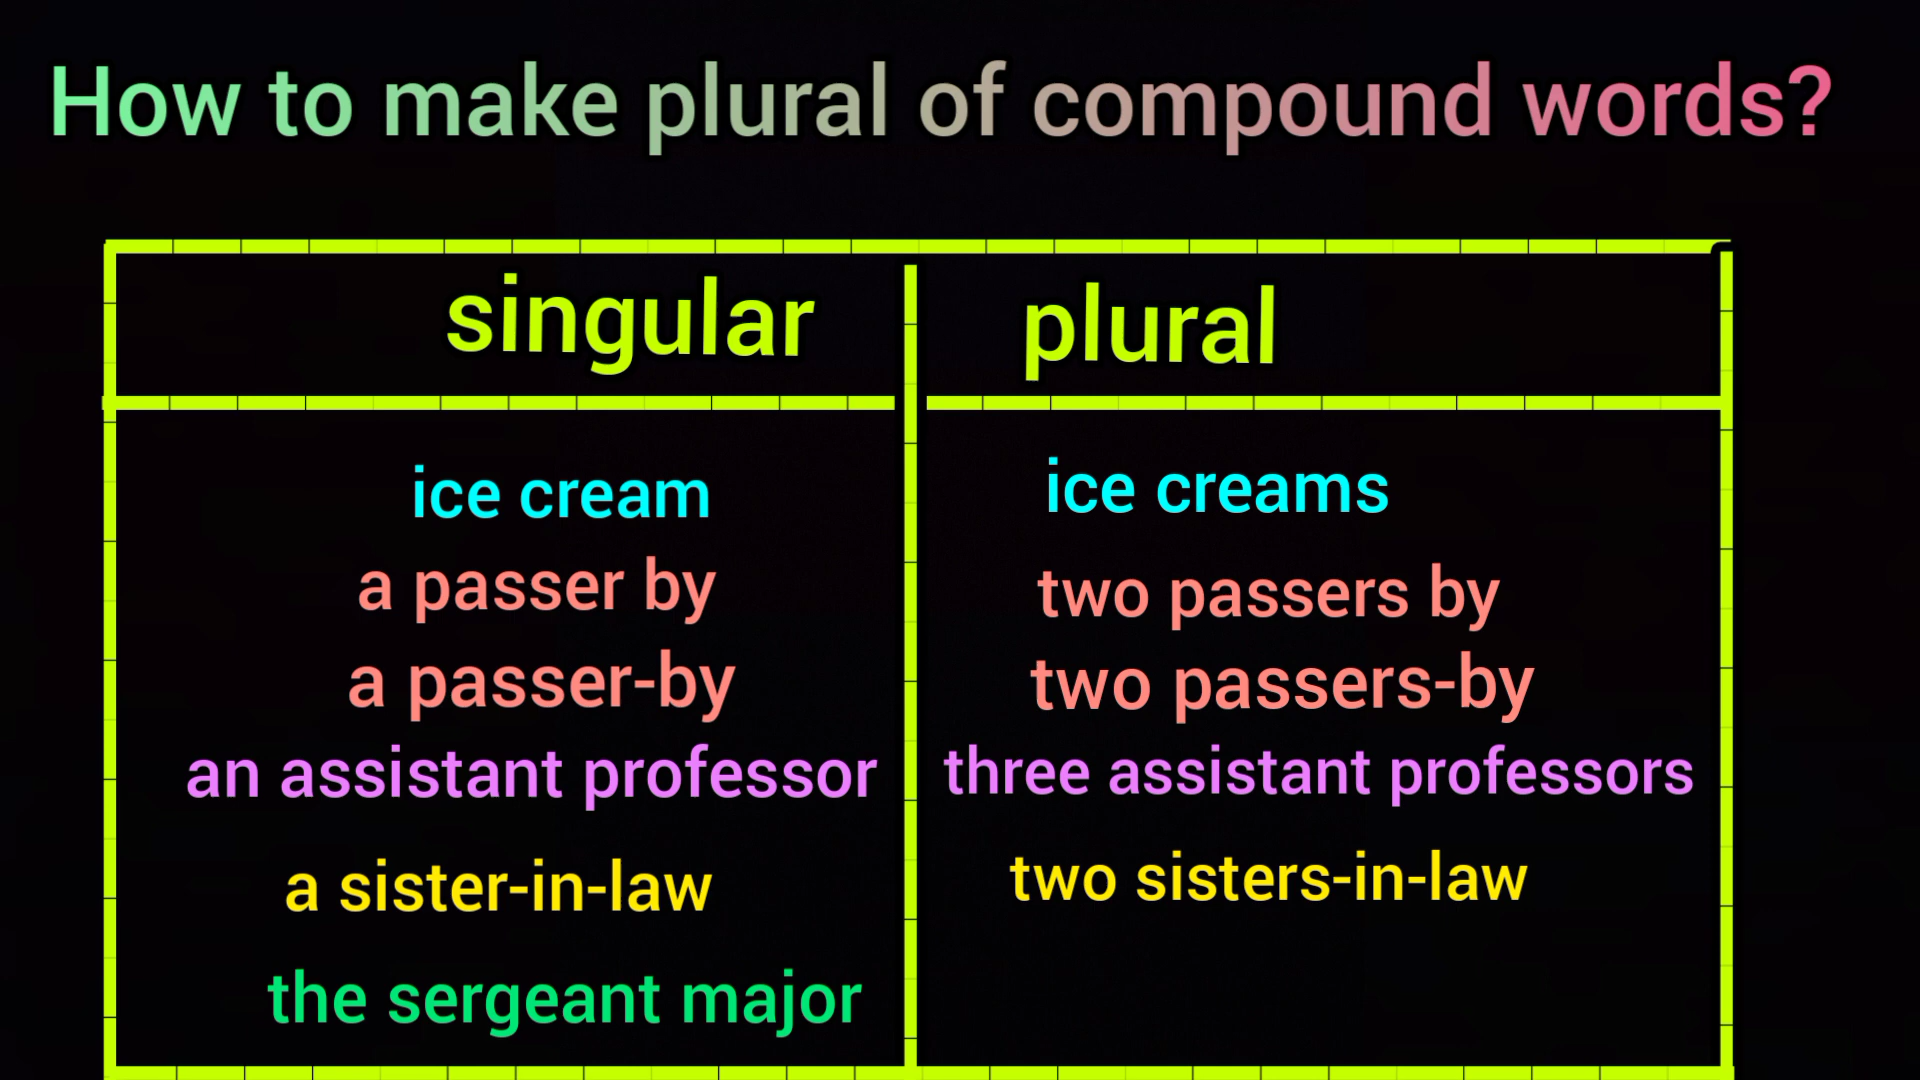 How to make plural of compound words?
singular plural
ice cream ice creams
a passer by two passers by
a passer-by two passers-by
an assistant professor three assistant professors
a sister-in-law two sisters-in-law
the sergeant major